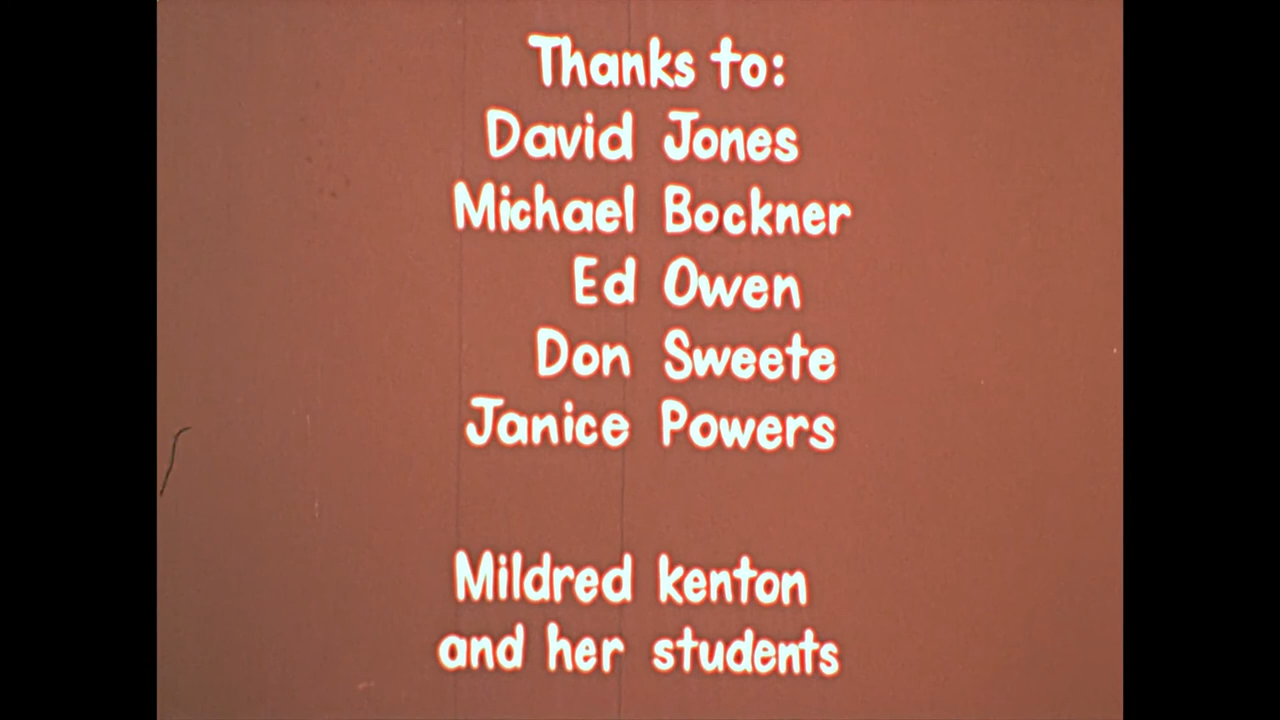 Thanks to:
David Jones
Michael Bockner
Ed Owen
Don Sweete
Janice Powers
Mildred kenton
and her students